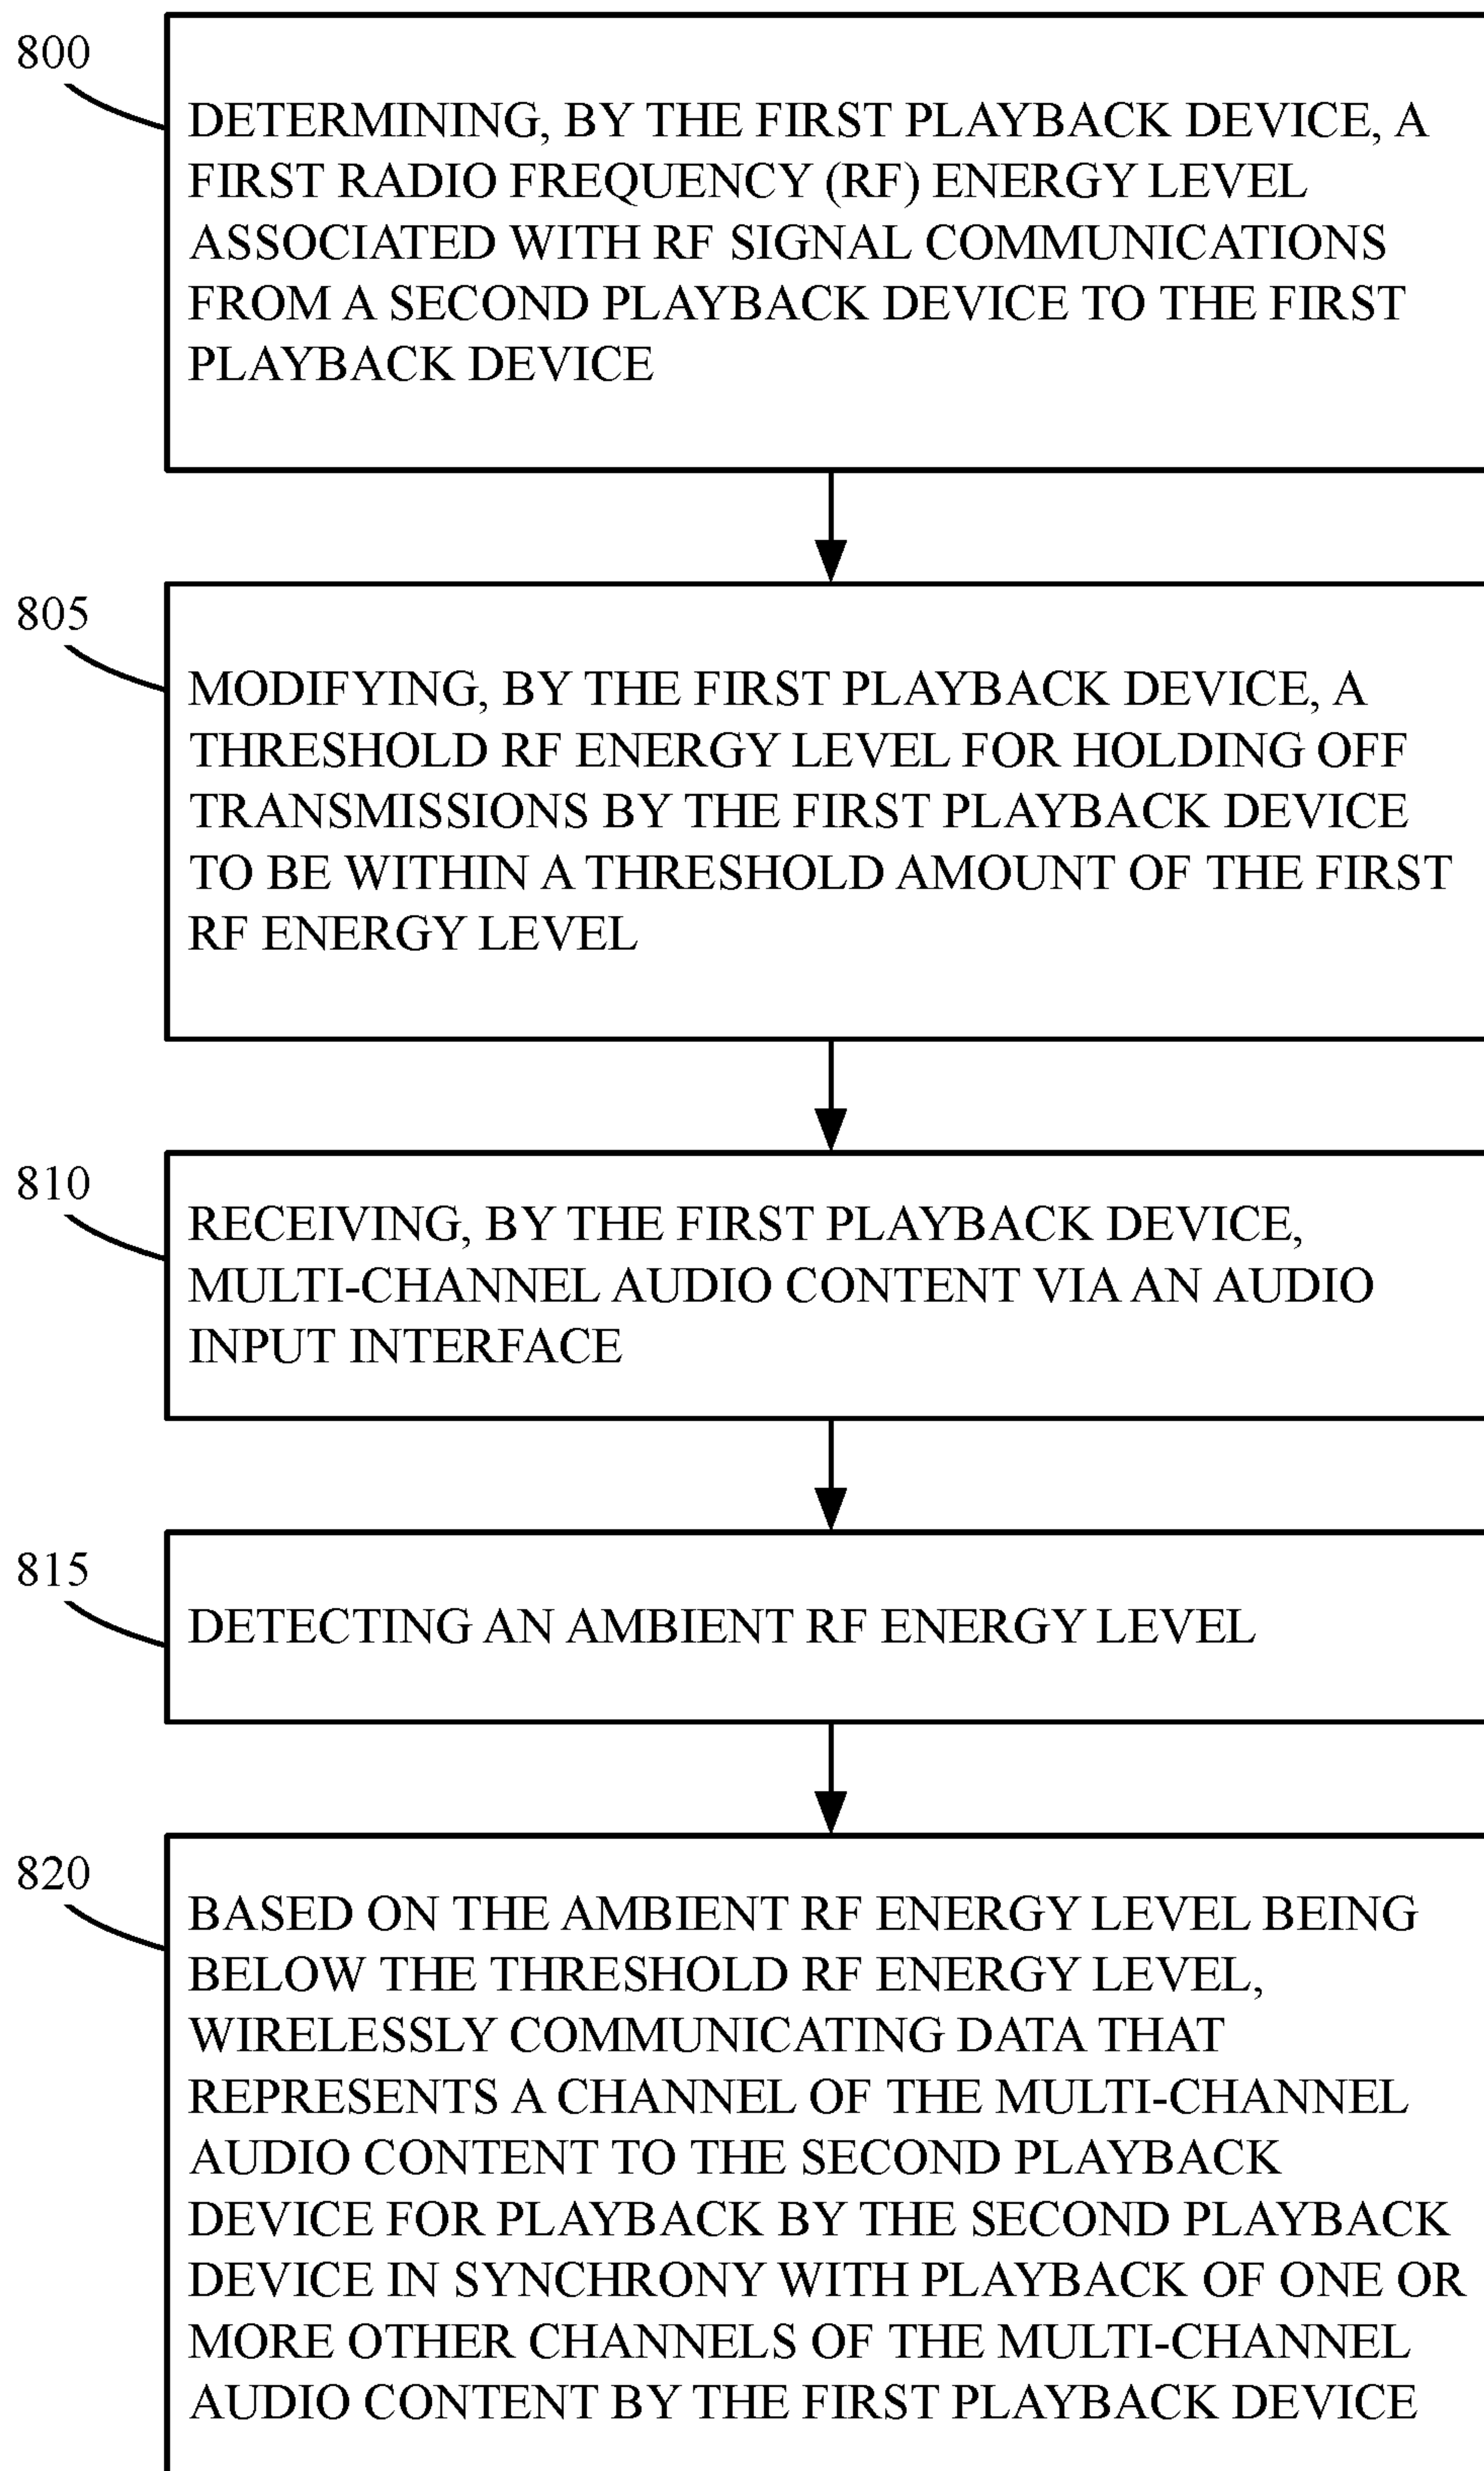 800
DETERMINING, BY THE FIRST PLAYBACK DEVICE, A
FIRST RADIO FREQUENCY (RF) ENERGY LEVEL
ASSOCIATED WITH RF SIGNAL COMMUNICATIONS
FROM A SECOND PLAYBACK DEVICE TO THE FIRST
PLAYBACK DEVICE
805
MODIFYING, BY THE FIRST PLAYBACK DEVICE, A
THRESHOLD RF ENERGY LEVEL FOR HOLDING OFF
TRANSMISSIONS BY THE FIRST PLAYBACK DEVICE
TO BE WITHIN A THRESHOLD AMOUNT OF THE FIRST
RF ENERGY LEVEL
810
RECEIVING, BY THE FIRST PLAYBACK DEVICE,
MULTI-CHANNEL AUDIO CONTENT VIA AN AUDIO
INPUT INTERFACE
815
DETECTING AN AMBIENT RF ENERGY LEVEL
820
BASED ON THE AMBIENT RF ENERGY LEVEL BEING
BELOW THE THRESHOLD RF ENERGY LEVEL,
WIRELESSLY COMMUNICATING DATA THAT
REPRESENTS A CHANNEL OF THE MULTI-CHANNEL
AUDIO CONTENT TO THE SECOND PLAYBACK
DEVICE FOR PLAYBACK BY THE SECOND PLAYBACK
DEVICE IN SYNCHRONY WITH PLAYBACK OF ONE OR
MORE OTHER CHANNELS OF THE MULTI-CHANNEL
AUDIO CONTENT BY THE FIRST PLAYBACK DEVICE